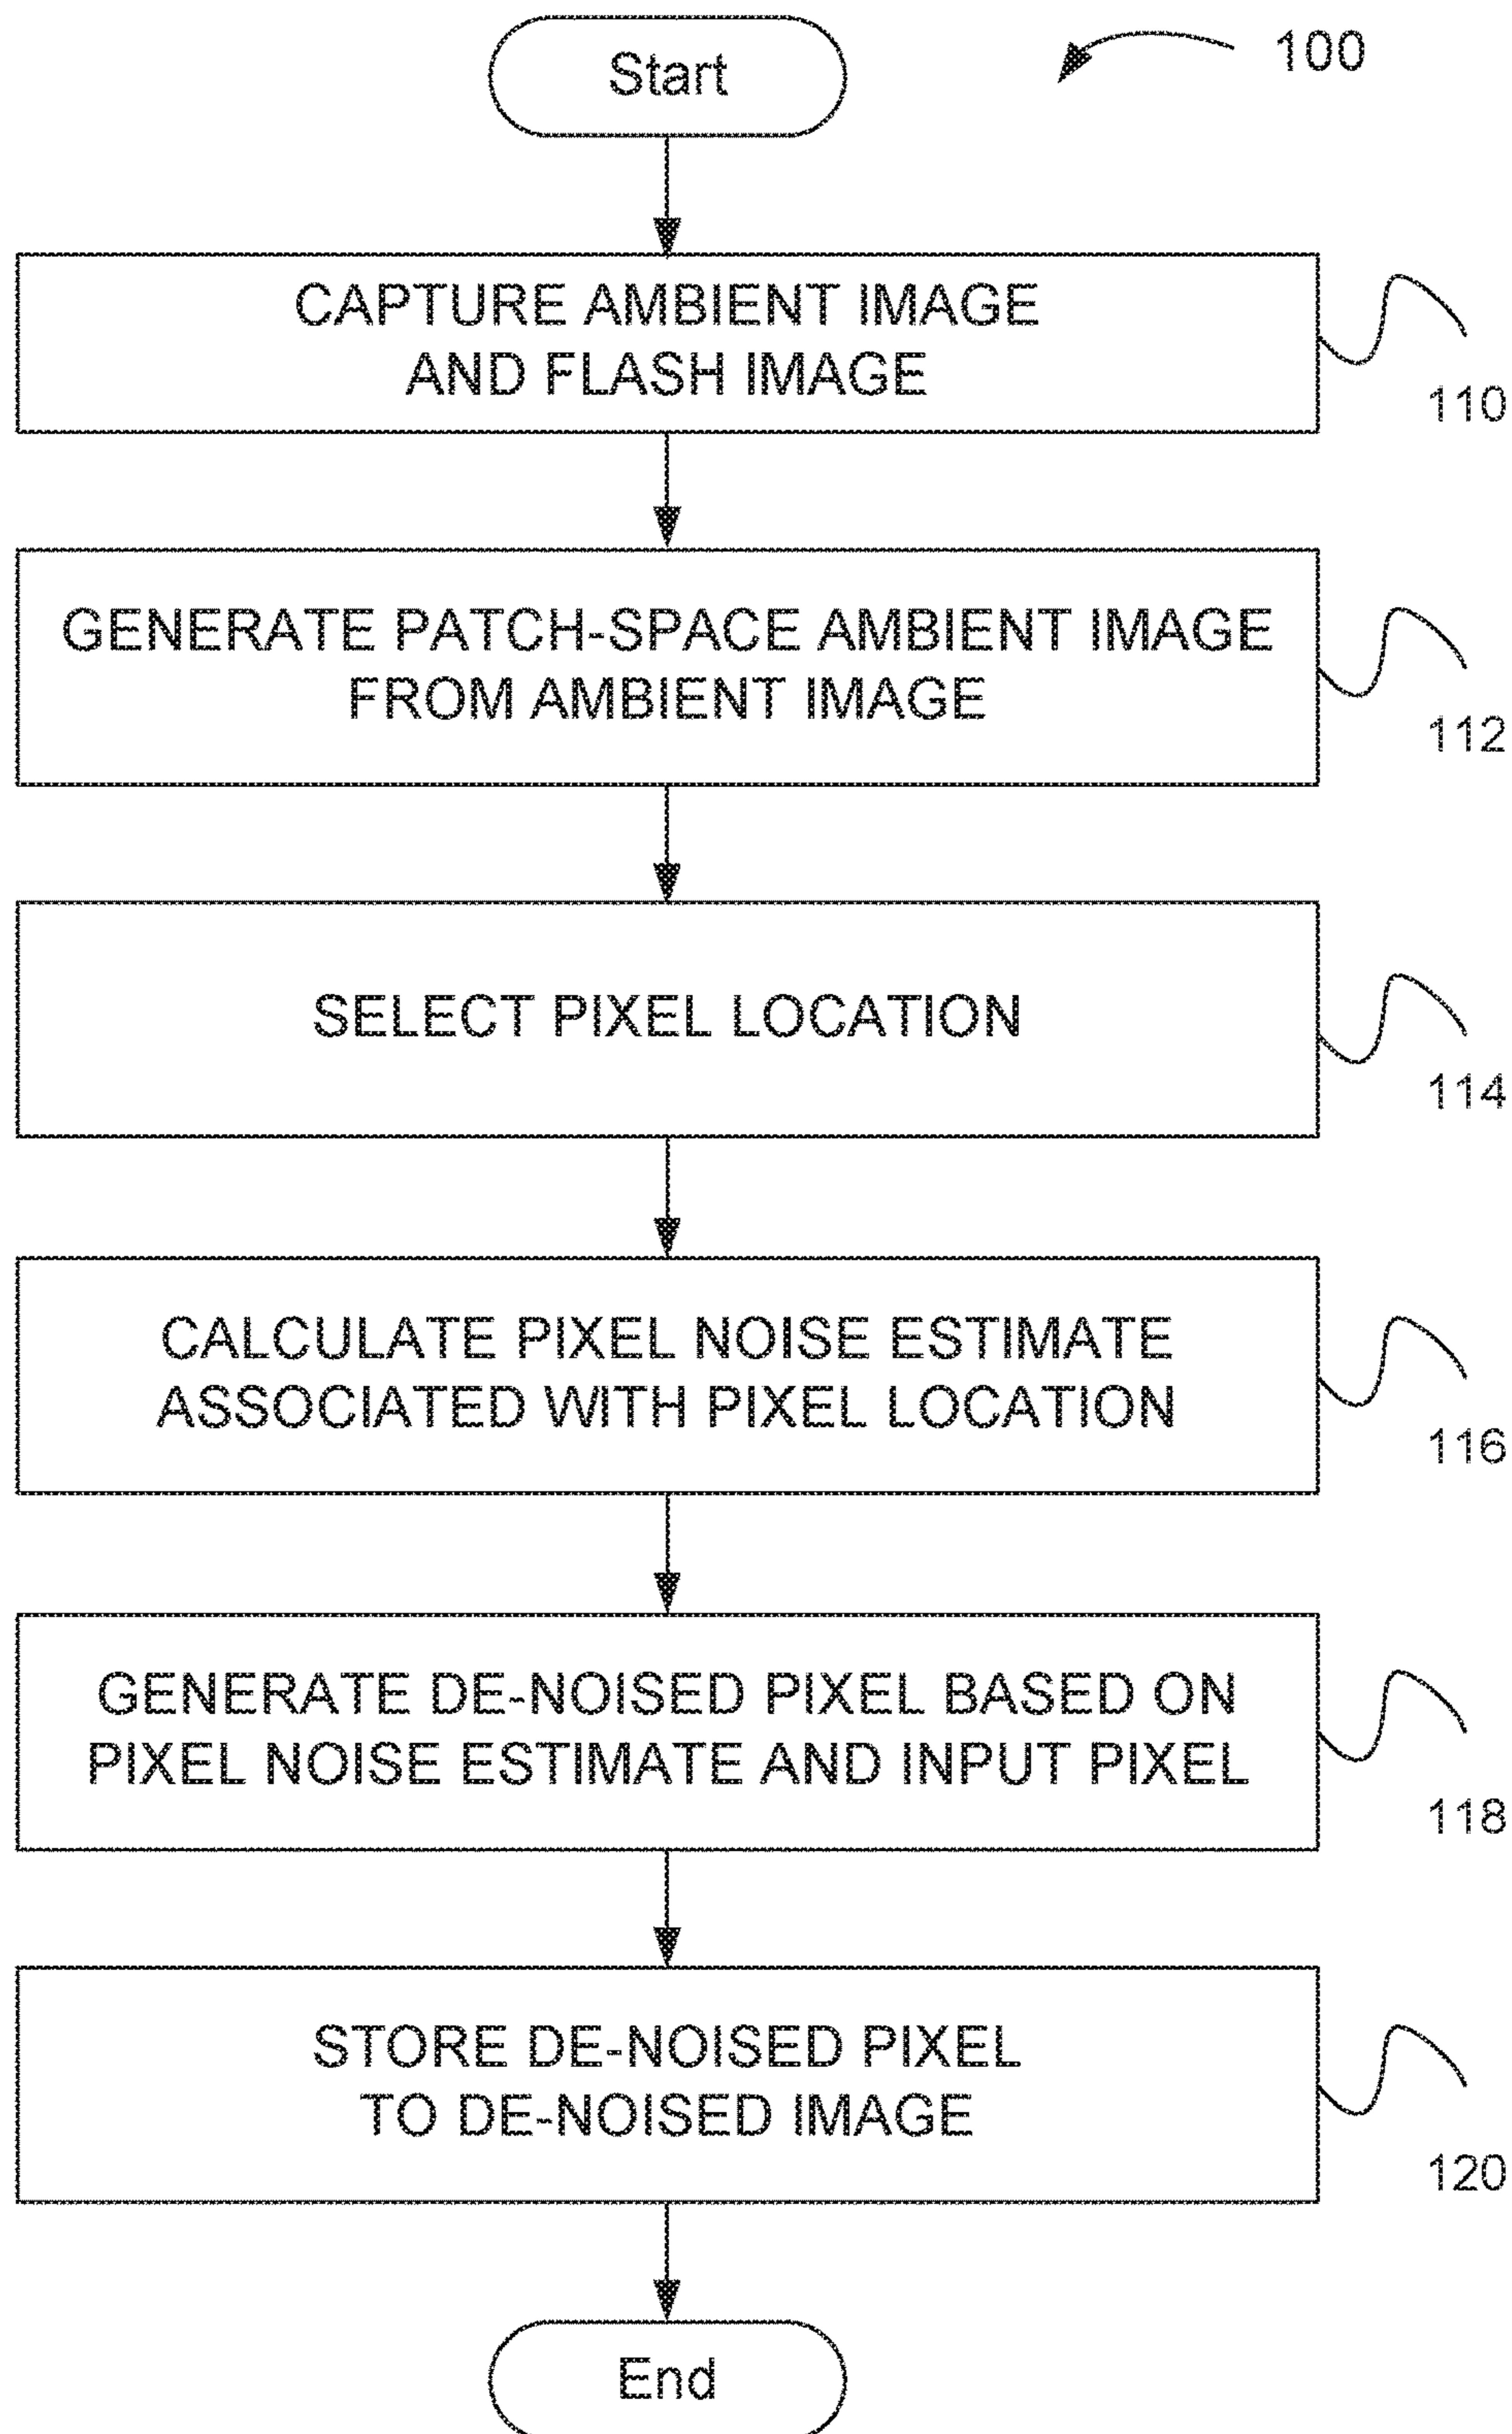 Start
100
CAPTURE AMBIENT IMAGE
AND FLASH IMAGE
110
GENERATE PATCH-SPACE AMBIENT IMAGE
FROM AMBIENT IMAGE
112
SELECT PIXEL LOCATION
114
CALCULATE PIXEL NOISE ESTIMATE
ASSOCIATED WITH PIXEL LOCATION
116
GENERATE DE-NOISED PIXEL BASED ON
PIXEL NOISE ESTIMATE AND INPUT PIXEL
118
STORE DE-NOISED PIXEL
TO DE-NOISED IMAGE
120
End